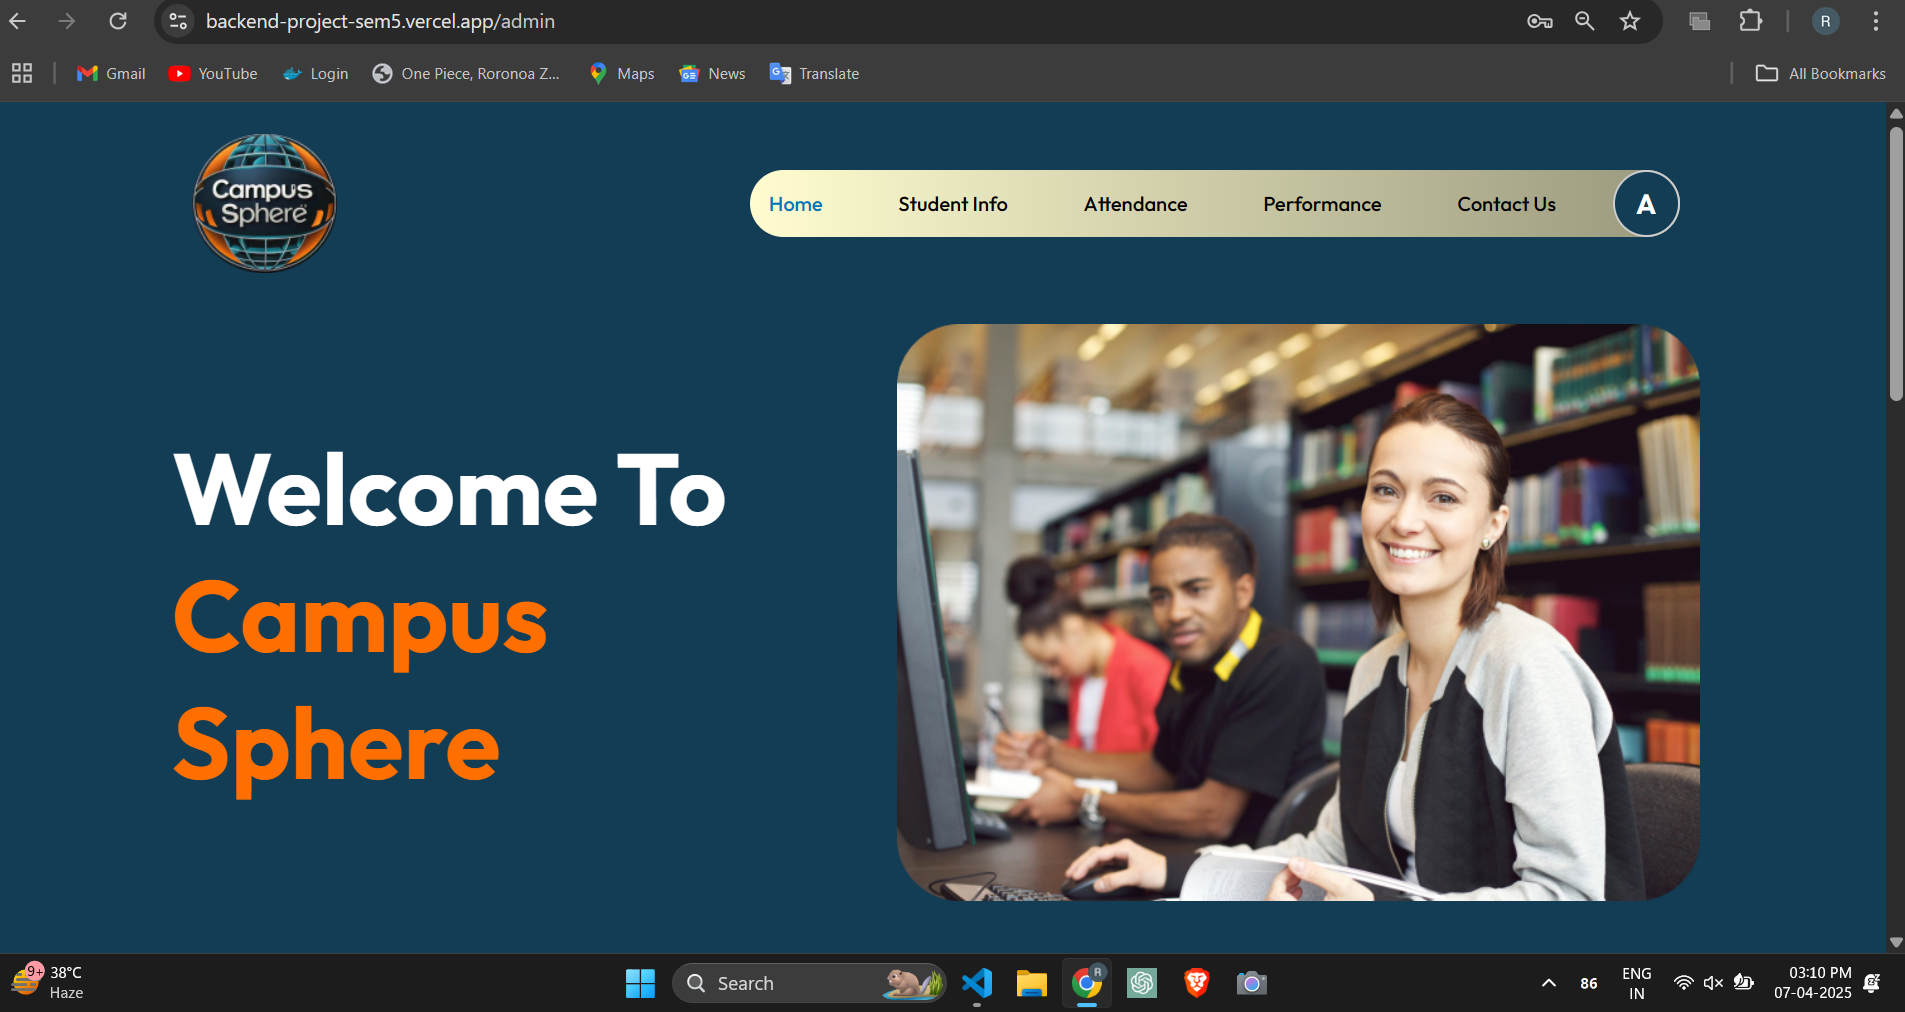 backend-project-sem5.vercel.app/admin
R
Gmail
YouTube
Login
One Piece, Roronoa Z...
Maps
News
Translate
All Bookmarks
Campus
Sphere
Home
Student Info
Attendance
Performance
Contact Us
A
Welcome To
Campus
Sphere
9+
38°C
Haze
Search
R
86
ENG
IN
03:10 PM
07-04-2025